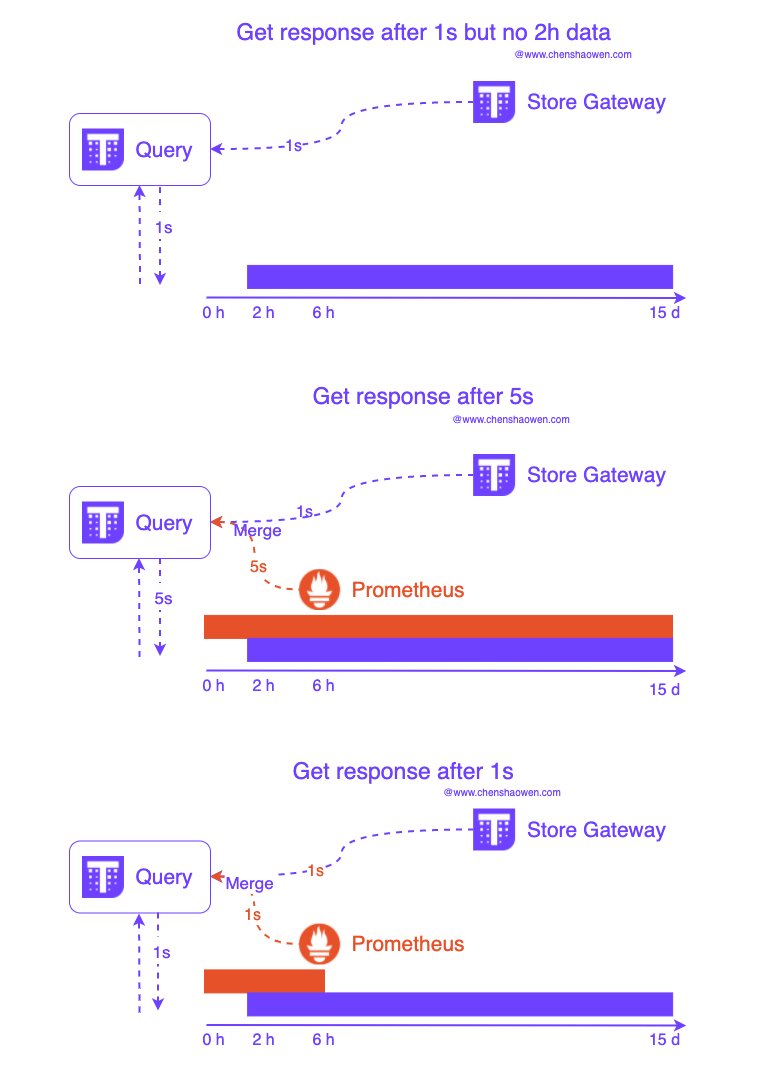 Get response after 1s but no 2h data
@www.chenshaowen.com
Store Gateway
Query
1s
1s
0 h 2 h 6 h 15 d
Get response after 5s
@www.chenshaowen.com
Store Gateway
Query
1s
Merge
5s
Prometheus
5s
0 h 2 h 6 h 15 d
Get response after 1s
@www.chenshaowen.com
Store Gateway
Query
1s
Merge
1s
Prometheus
1s
0 h 2 h 6 h 15 d